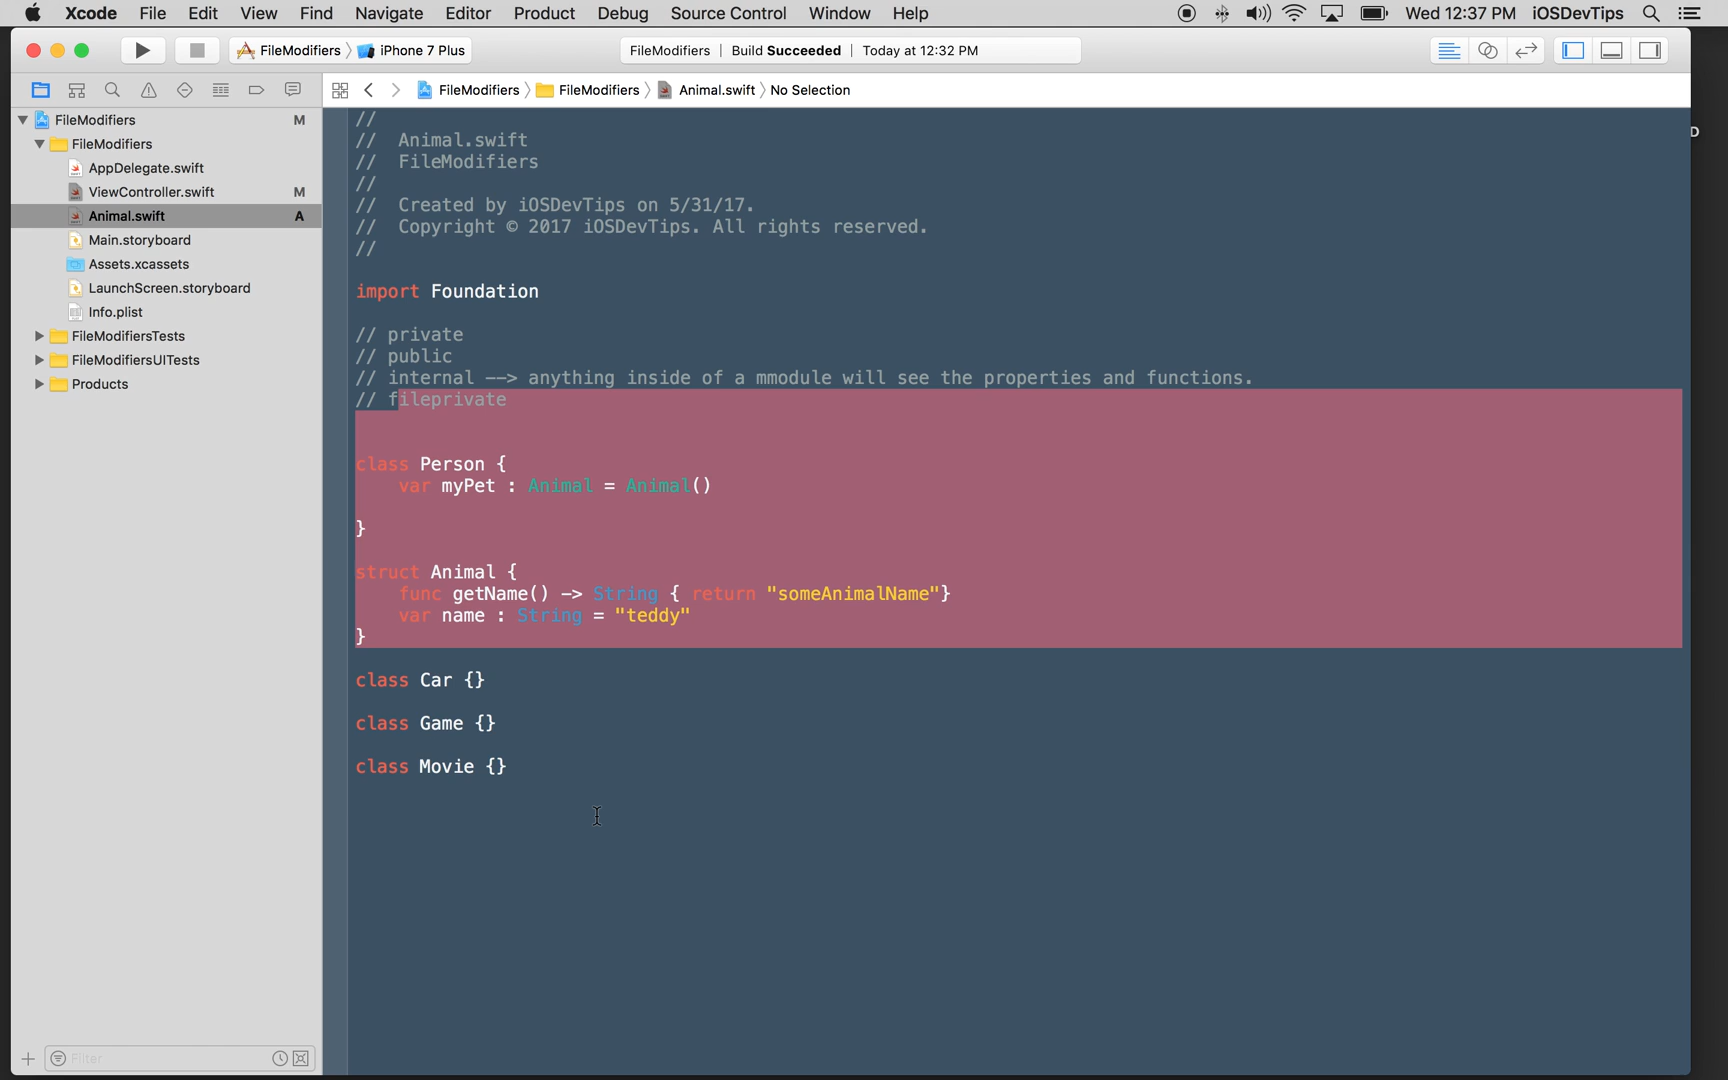 Xcode File Edit View Find Navigate Editor Product Debug Source Control Window Help Wed 12:37 PM iOSDevTips
FileModifiers iPhone 7 Plus FileModifiers | Build Succeeded | Today at 12:32 PM
FileModifiers FileModifiers Animal.swift No Selection
FileModifiers M
FileModifiers
AppDelegate.swift
ViewController.swift M
Animal.swift A
Main.storyboard
Assets.xcassets
LaunchScreen.storyboard
Info.plist
FileModifiersTests
FileModifiersUITests
Products
Filter
//
// Animal.swift
// FileModifiers
//
// Created by iOSDevTips on 5/31/17.
// Copyright © 2017 iOSDevTips. All rights reserved.
//
import Foundation
// private
// public
// internal --> anything inside of a mmodule will see the properties and functions.
// fileprivate
class Person {
var myPet : Animal = Animal()
}
struct Animal {
func getName() -> String { return "someAnimalName"}
var name : String = "teddy"
}
class Car {}
class Game {}
class Movie {}
D